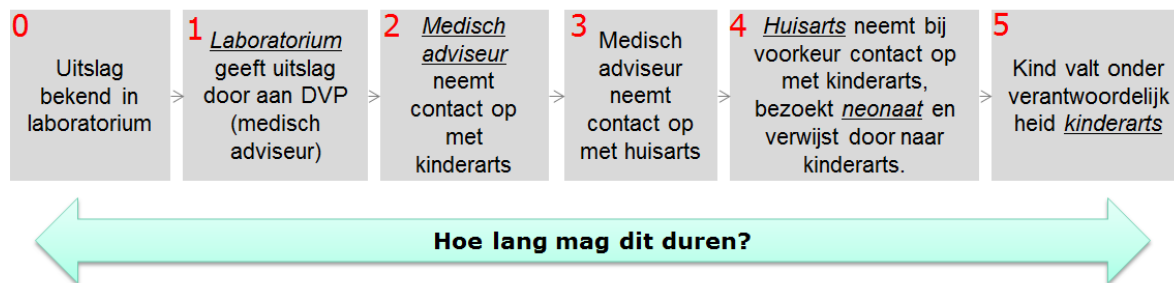 0
Uitslag
bekend in
laboratorium
1
Laboratorium
geeft uitslag
door aan DVP
(medisch
adviseur)
2
Medisch
adviseur
neemt
contact op
met
kinderarts
3
Medisch
adviseur
neemt
contact op
met huisarts
4
Huisarts neemt bij
voorkeur contact op
met kinderarts,
bezoekt neonaat en
verwijst door naar
kinderarts.
5
Kind valt onder
verantwoordelijk
heid kinderarts
Hoe lang mag dit duren?